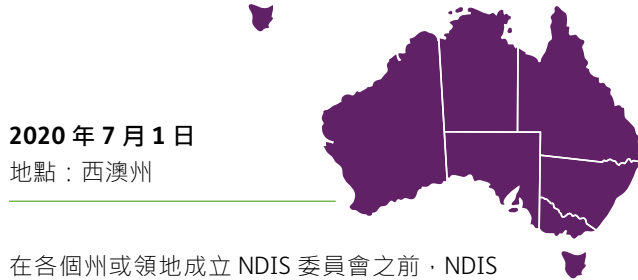 2020 年 7 月 1 日
地點：西澳州
在各個州或領地成立 NDIS 委員會之前，NDIS